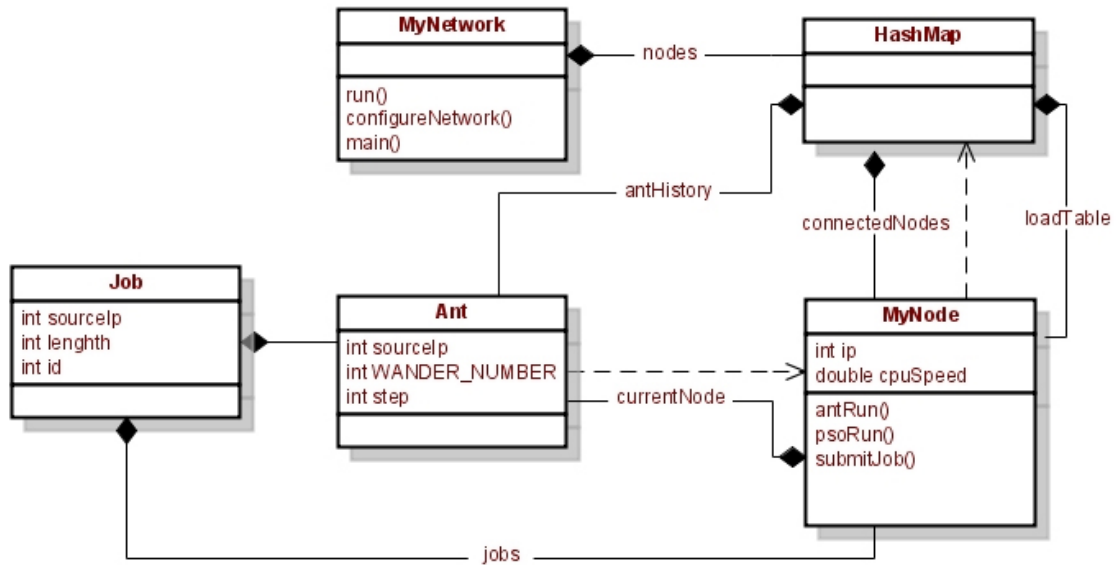 MyNetwork
run()
configureNetwork()
main()
nodes
HashMap
antHistory
connectedNodes
loadTable
Job
int sourceIp
int lenghth
int id
Ant
int sourceIp
int WANDER_NUMBER
int step
currentNode
MyNode
int ip
double cpuSpeed
antRun()
psoRun()
submitJob()
jobs